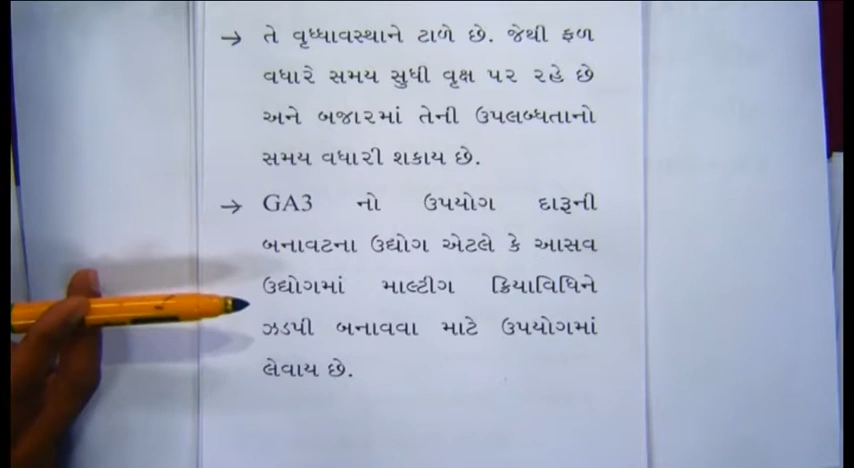 → તે વૃધ્ધાવસ્થાને ટાળે છે. જેથી ફળ
વધારે સમય સુધી વૃક્ષ પર રહે છે
અને બજારમાં તેની ઉપલબ્ધતાનો
સમય વધારી શકાય છે.
→ GA3 નો ઉપયોગ દારૂની
બનાવટના ઉદ્યોગ એટલે કે આસવ
ઉદ્યોગમાં માલ્ટીગ ક્રિયાવિધિને
ઝડપી બનાવવા માટે ઉપયોગમાં
લેવાય છે.